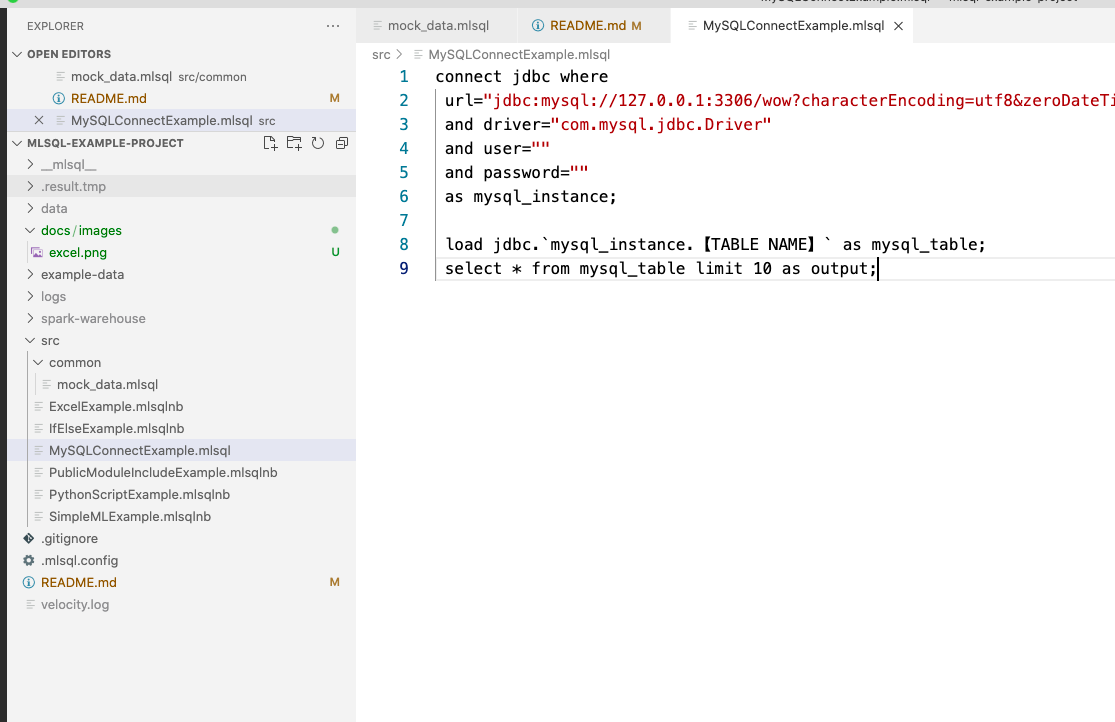 EXPLORER
OPEN EDITORS
mock_data.mlsql src/common
README.md M
MySQLConnectExample.mlsql src
MLSQL-EXAMPLE-PROJECT
__mlsql__
.result.tmp
data
docs/images
excel.png U
example-data
logs
spark-warehouse
src
common
mock_data.mlsql
ExcelExample.mlsqlnb
IfElseExample.mlsqlnb
MySQLConnectExample.mlsql
PublicModuleIncludeExample.mlsqlnb
PythonScriptExample.mlsqlnb
SimpleMLExample.mlsqlnb
.gitignore
.mlsql.config
README.md M
velocity.log
mock_data.mlsql README.md M MySQLConnectExample.mlsql
src > MySQLConnectExample.mlsql
1 connect jdbc where
2 url="jdbc:mysql://127.0.0.1:3306/wow?characterEncoding=utf8&zeroDateTi
3 and driver="com.mysql.jdbc.Driver"
4 and user=""
5 and password=""
6 as mysql_instance;
7
8 load jdbc.`mysql_instance.【TABLE NAME】` as mysql_table;
9 select * from mysql_table limit 10 as output;